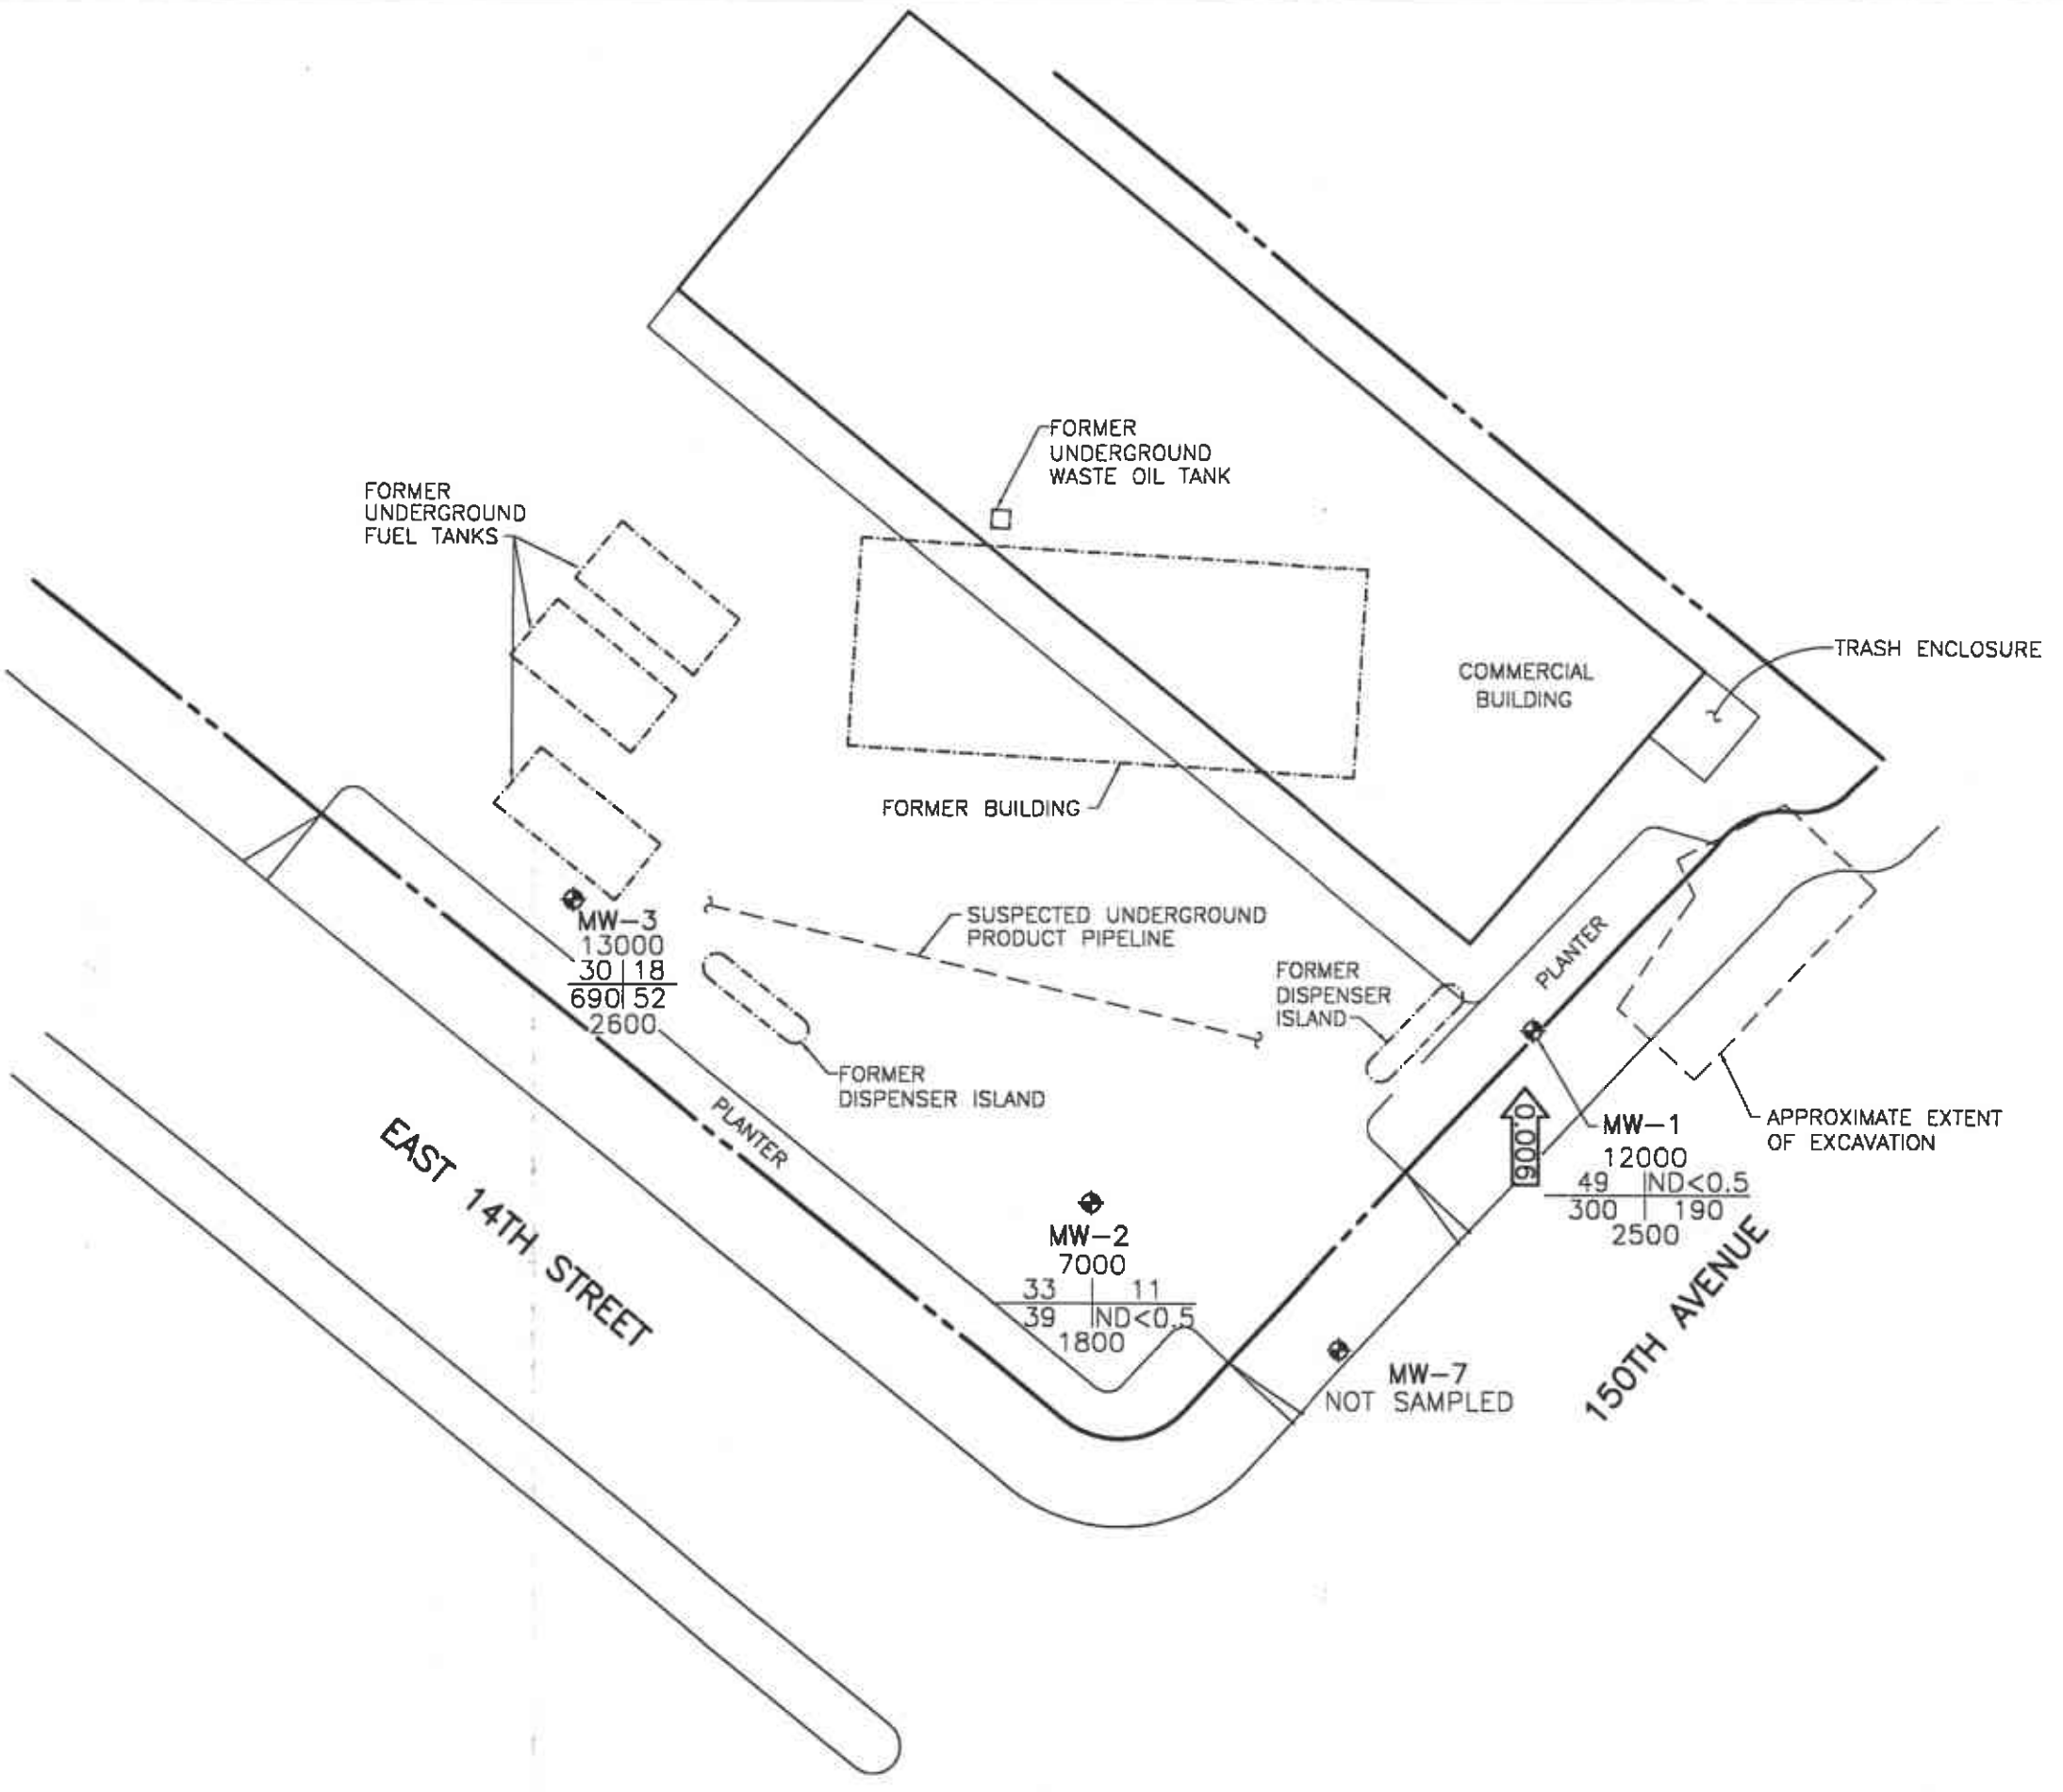 FORMER
UNDERGROUND
WASTE OIL TANK
FORMER
UNDERGROUND
FUEL TANKS
TRASH ENCLOSURE
COMMERCIAL
BUILDING
FORMER BUILDING
MW-3
13000
30 | 18
690 | 52
2600
SUSPECTED UNDERGROUND
PRODUCT PIPELINE
PLANTER
FORMER
DISPENSER
ISLAND
FORMER
DISPENSER ISLAND
PLANTER
EAST 14TH STREET
0.006
MW-1
12000
49 | ND<0.5
300 | 190
2500
APPROXIMATE EXTENT
OF EXCAVATION
MW-2
7000
33 | 11
39 | ND<0.5
1800
MW-7
NOT SAMPLED
150TH AVENUE